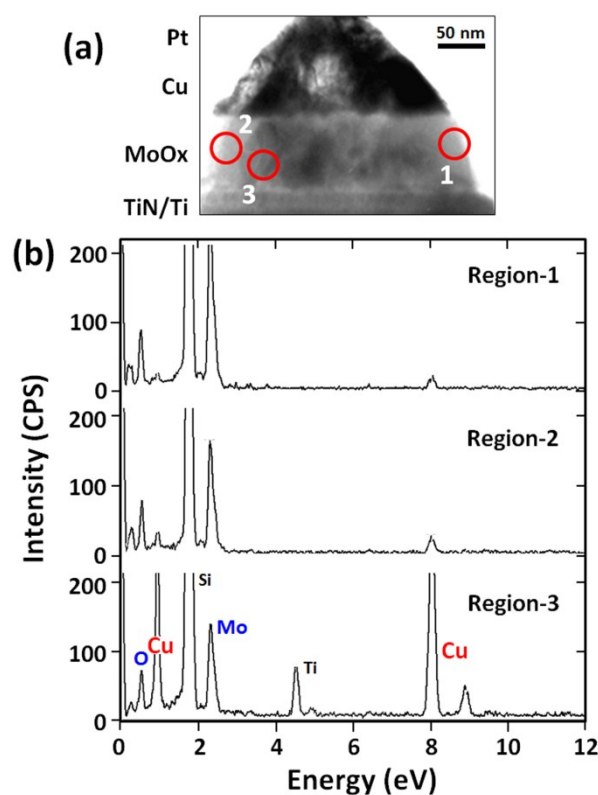 (a)
Pt
Cu
MoOx
TiN/Ti
50 nm
2
3
1
(b)
Intensity (CPS)
200
100
0
Region-1
200
100
0
Region-2
200
100
0
Region-3
O
Cu
Si
Mo
Ti
Cu
0 2 4 6 8 10 12
Energy (eV)